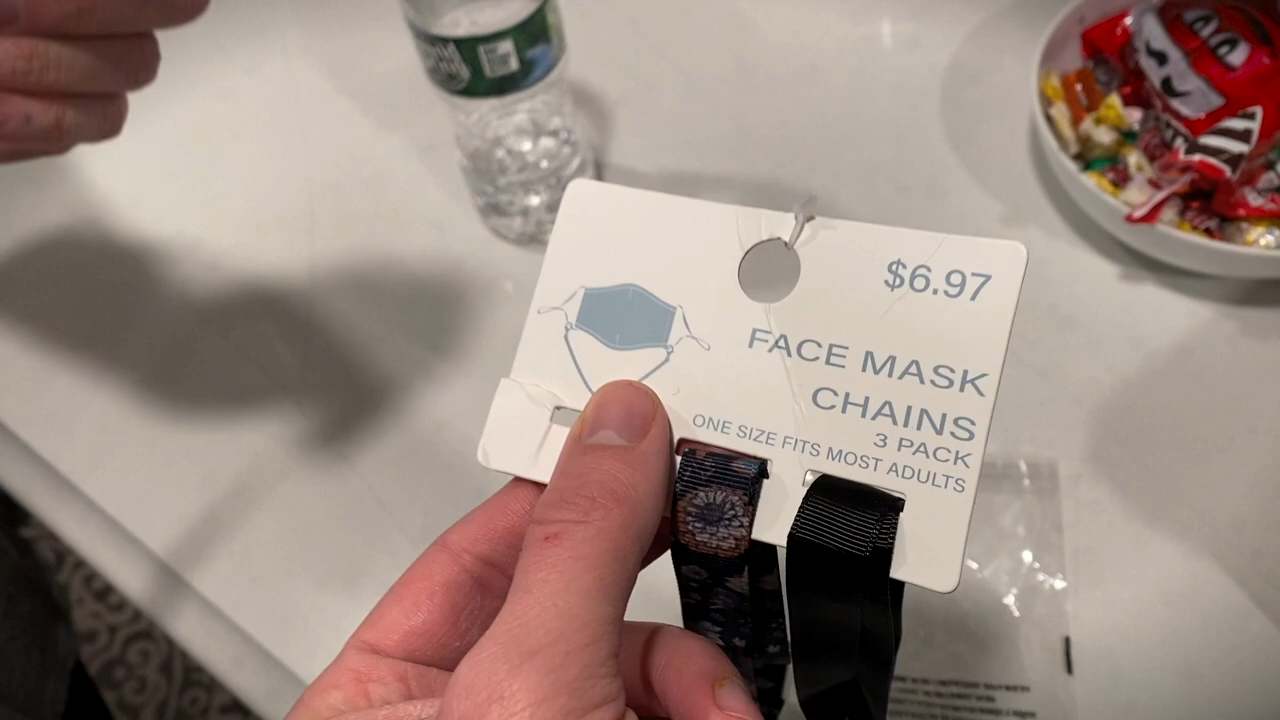 $6.97
FACE MASK
CHAINS
3 PACK
ONE SIZE FITS MOST ADULTS